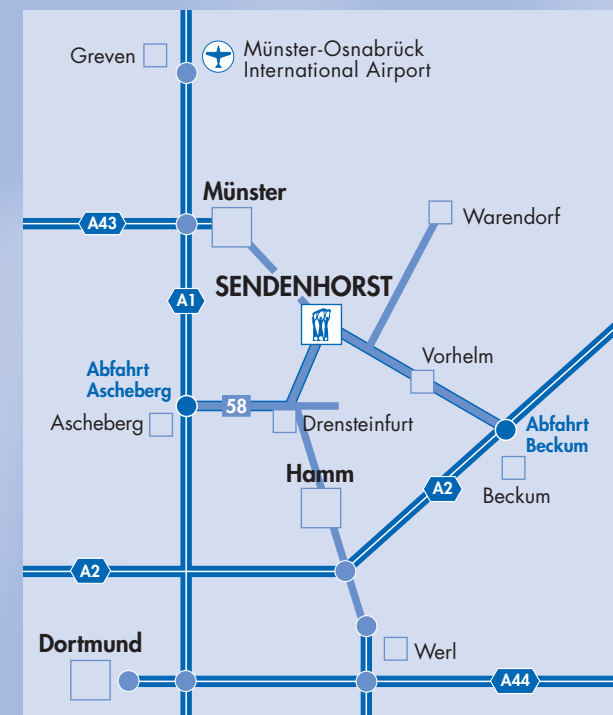 Greven
Münster-Osnabrück
International Airport
Münster
A43
Warendorf
SENDENHORST
A1
Vorhelm
Abfahrt
Ascheberg
58
Ascheberg
Drensteinfurt
Abfahrt
Beckum
Hamm
A2
Beckum
A2
Dortmund
Werl
A44